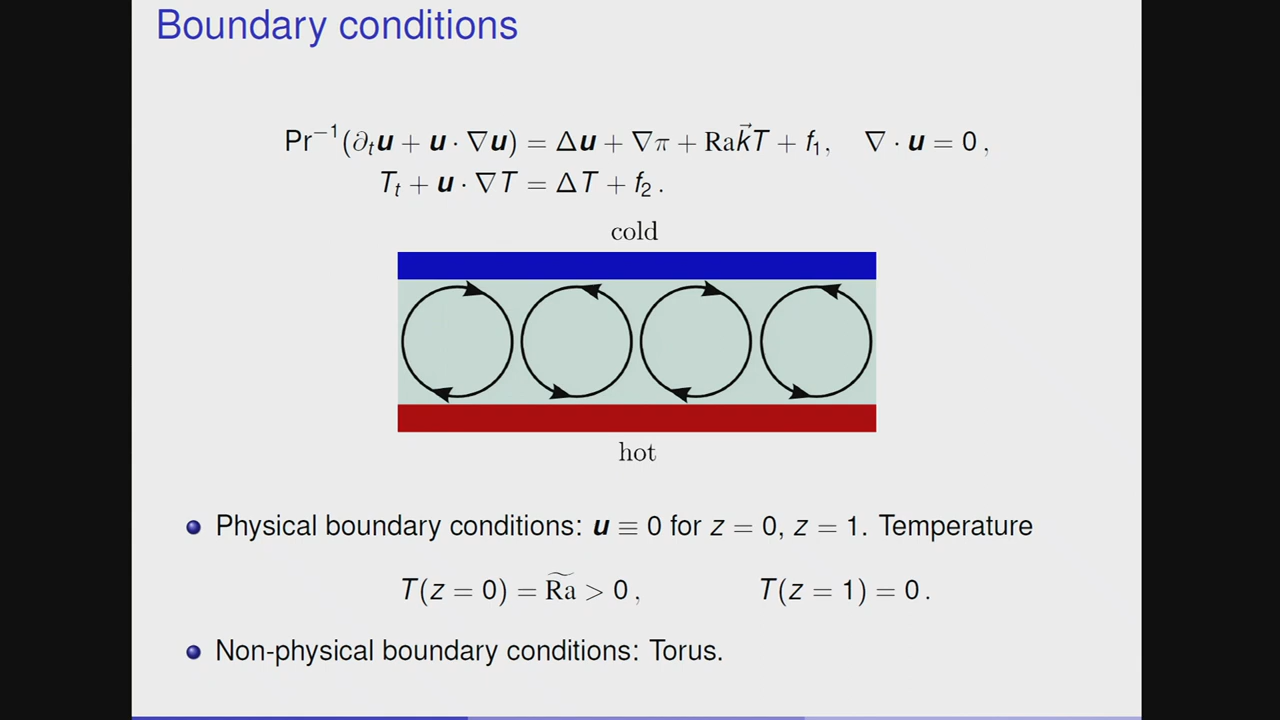 Boundary conditions
Pr⁻¹(∂ₜu + u · ∇u) = Δu + ∇π + Ra k⃗T + f₁,   ∇ · u = 0,
Tₜ + u · ∇T = ΔT + f₂.
cold
hot
Physical boundary conditions: u ≡ 0 for z = 0, z = 1. Temperature
T(z = 0) = R͠a > 0,   T(z = 1) = 0.
Non-physical boundary conditions: Torus.